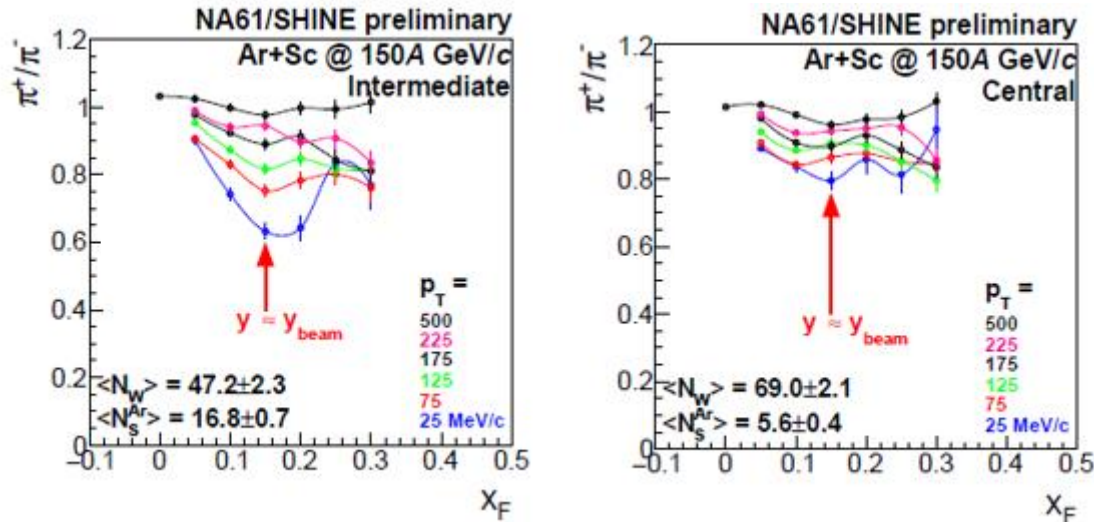 NA61/SHINE preliminary
Ar+Sc @ 150A GeV/c
Intermediate
π⁺/π⁻
1.2
1
0.8
0.6
0.4
0.2
0
y ≈ y_beam
p_T =
500
225
175
125
75
25 MeV/c
<N_W> = 47.2±2.3
<N_S^Ar> = 16.8±0.7
−0.1 0 0.1 0.2 0.3 0.4 0.5
x_F
NA61/SHINE preliminary
Ar+Sc @ 150A GeV/c
Central
π⁺/π⁻
1.2
1
0.8
0.6
0.4
0.2
0
y ≈ y_beam
p_T =
500
225
175
125
75
25 MeV/c
<N_W> = 69.0±2.1
<N_S^Ar> = 5.6±0.4
−0.1 0 0.1 0.2 0.3 0.4 0.5
x_F